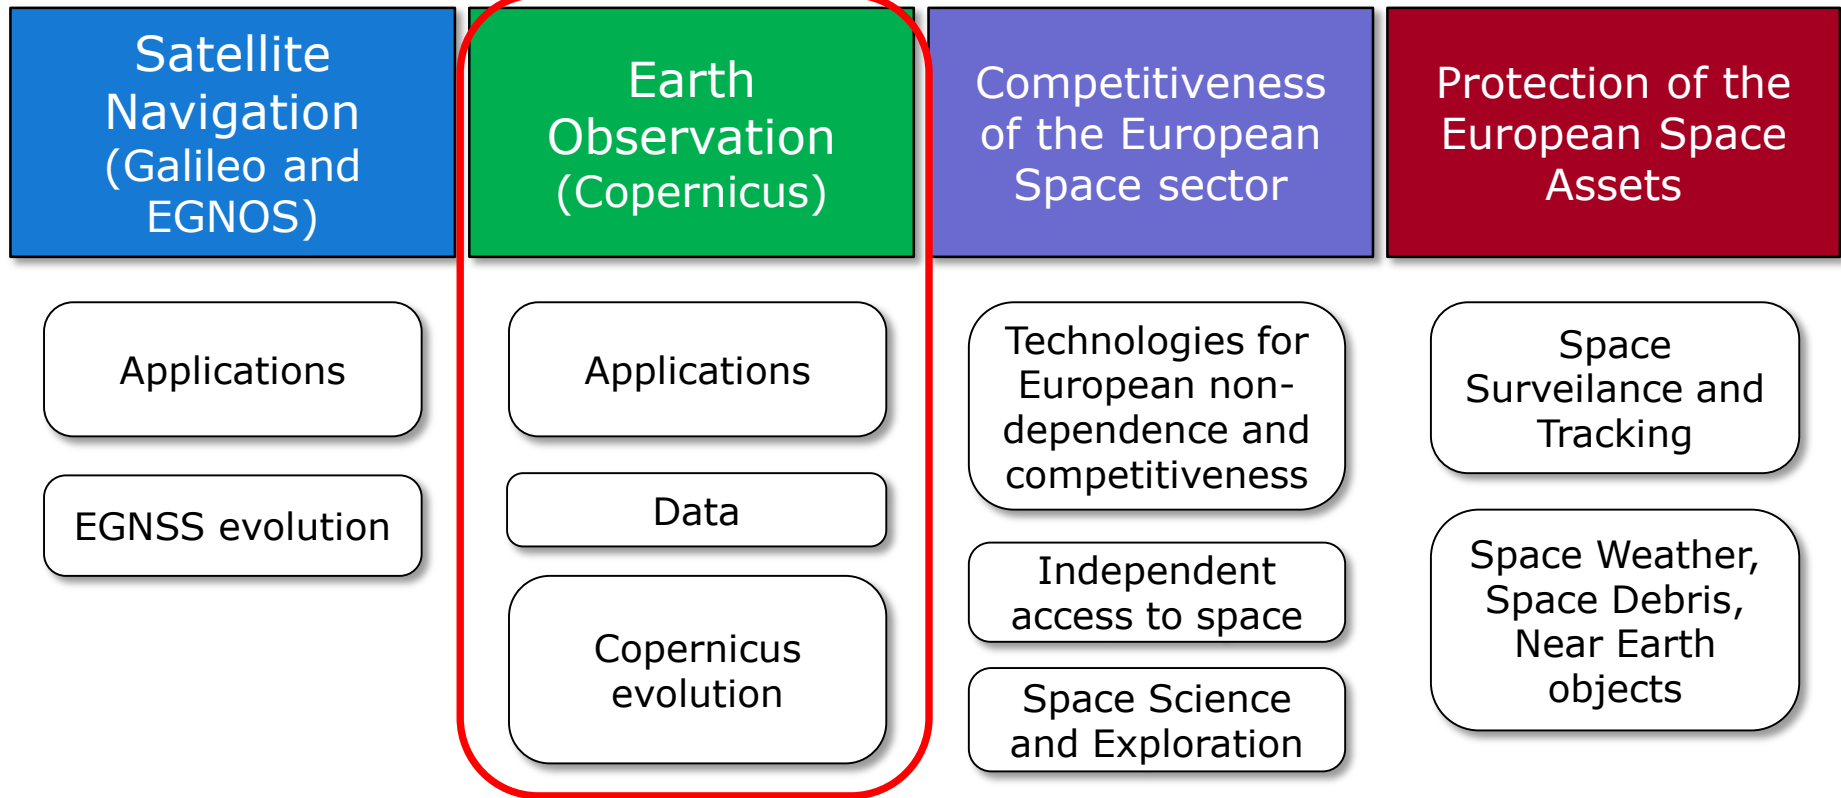 Satellite
Navigation
(Galileo and
EGNOS)
Applications
EGNSS evolution
Earth
Observation
(Copernicus)
Applications
Data
Copernicus
evolution
Competitiveness
of the European
Space sector
Technologies for
European non-
dependence and
competitiveness
Independent
access to space
Space Science
and Exploration
Protection of the
European Space
Assets
Space
Surveilance and
Tracking
Space Weather,
Space Debris,
Near Earth
objects